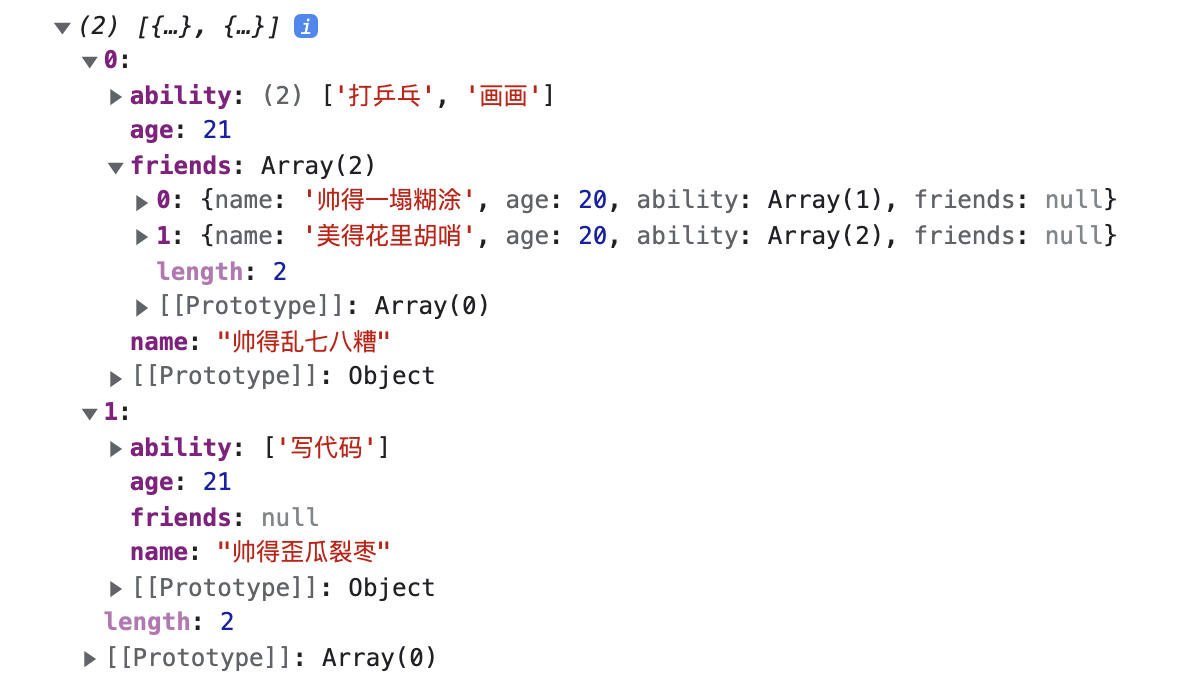 (2) [{…}, {…}] i
0:
ability: (2) ['打乒乓', '画画']
age: 21
friends: Array(2)
0: {name: '帅得一塌糊涂', age: 20, ability: Array(1), friends: null}
1: {name: '美得花里胡哨', age: 20, ability: Array(2), friends: null}
length: 2
[[Prototype]]: Array(0)
name: "帅得乱七八糟"
[[Prototype]]: Object
1:
ability: ['写代码']
age: 21
friends: null
name: "帅得歪瓜裂枣"
[[Prototype]]: Object
length: 2
[[Prototype]]: Array(0)